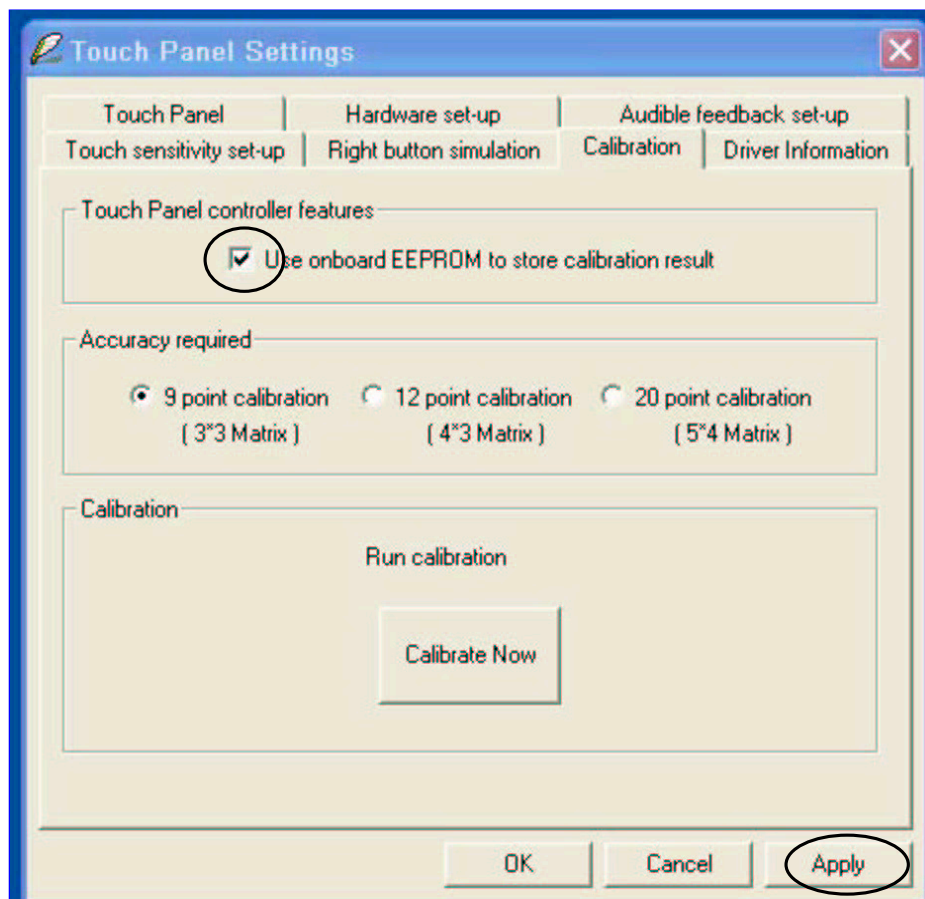 Touch Panel Settings
Touch Panel Hardware set-up Audible feedback set-up
Touch sensitivity set-up Right button simulation Calibration Driver Information
Touch Panel controller features
Use onboard EEPROM to store calibration result
Accuracy required
9 point calibration 12 point calibration 20 point calibration
( 3*3 Matrix ) ( 4*3 Matrix ) ( 5*4 Matrix )
Calibration
Run calibration
Calibrate Now
OK Cancel Apply